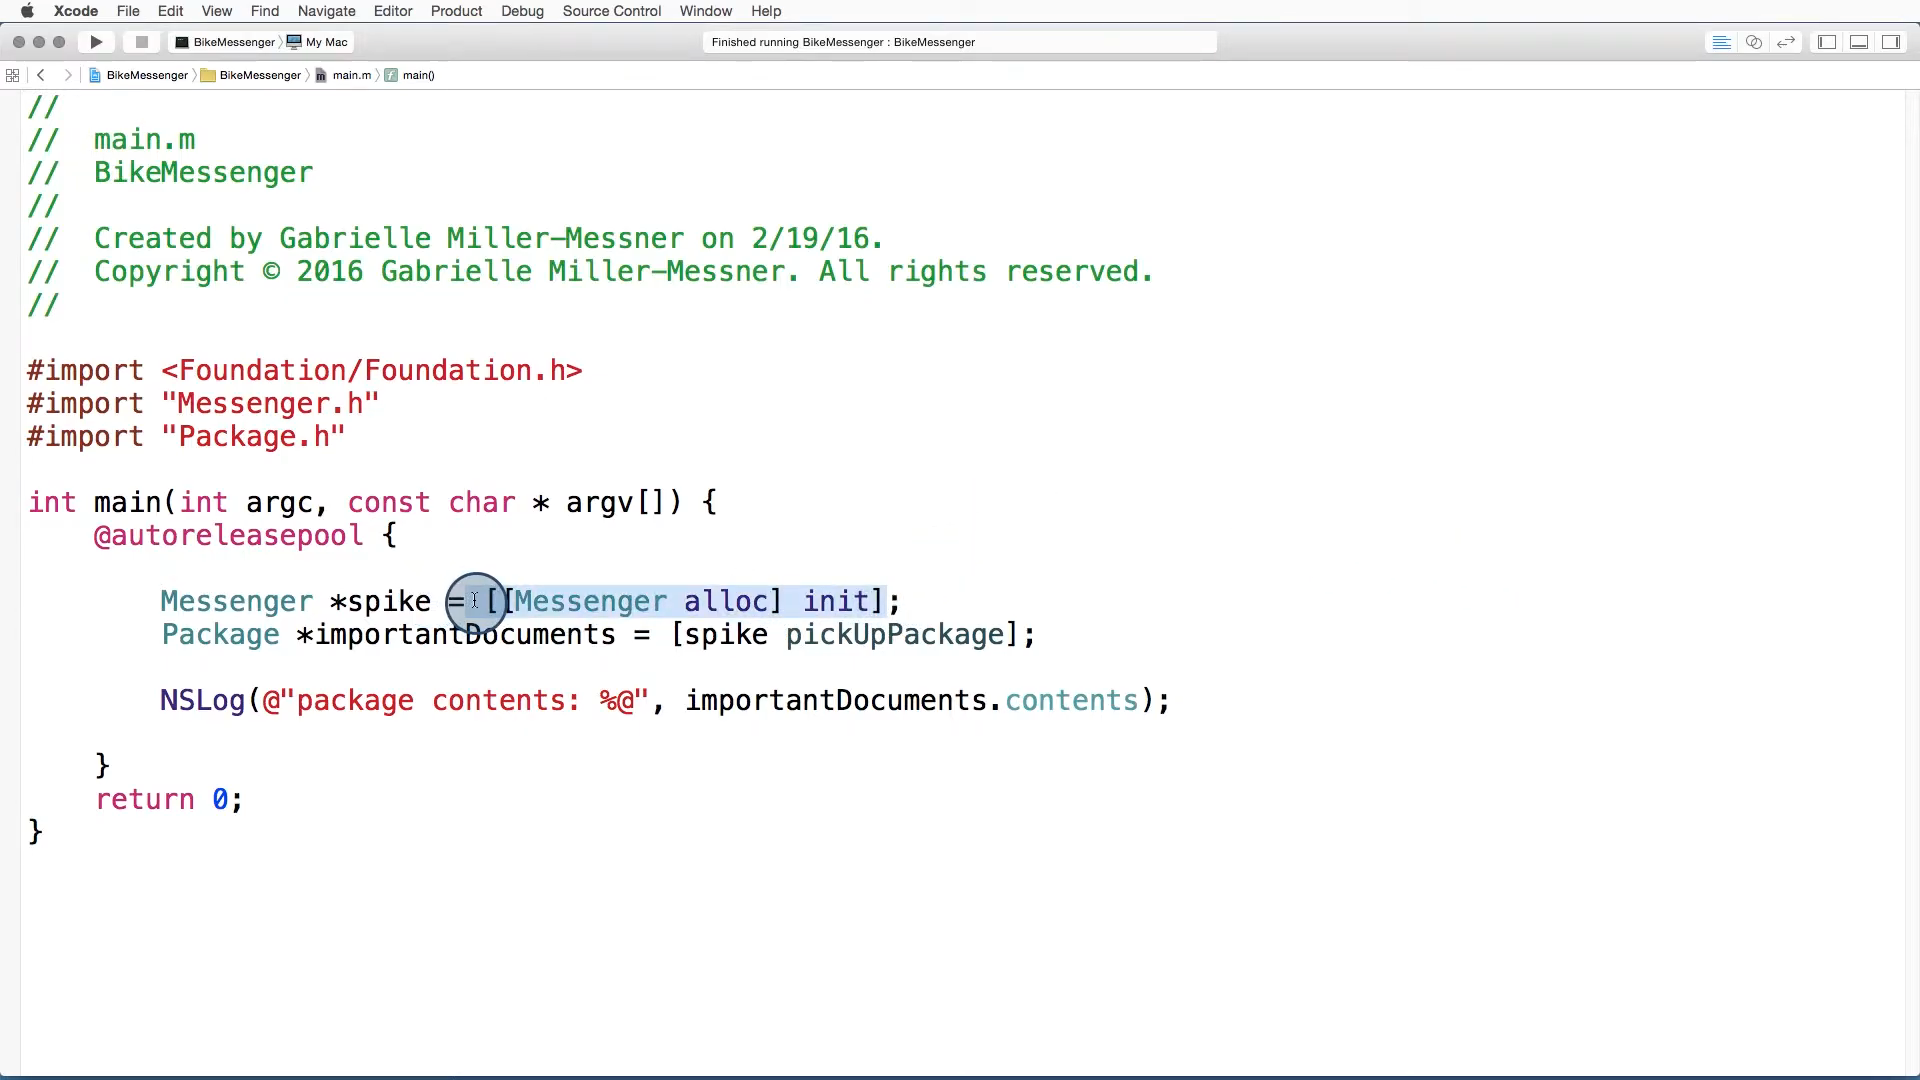 Xcode File Edit View Find Navigate Editor Product Debug Source Control Window Help
BikeMessenger My Mac Finished running BikeMessenger : BikeMessenger
BikeMessenger BikeMessenger main.m main()
//
// main.m
// BikeMessenger
//
// Created by Gabrielle Miller-Messner on 2/19/16.
// Copyright © 2016 Gabrielle Miller-Messner. All rights reserved.
//
#import <Foundation/Foundation.h>
#import "Messenger.h"
#import "Package.h"
int main(int argc, const char * argv[]) {
@autoreleasepool {
Messenger *spike = [[Messenger alloc] init];
Package *importantDocuments = [spike pickUpPackage];
NSLog(@"package contents: %@", importantDocuments.contents);
}
return 0;
}